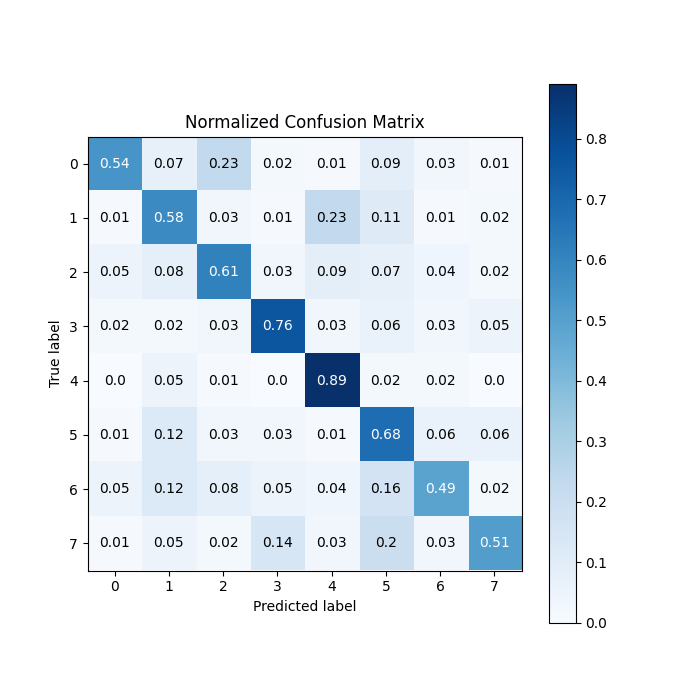 Normalized Confusion Matrix
0 0.54 0.07 0.23 0.02 0.01 0.09 0.03 0.01
1 0.01 0.58 0.03 0.01 0.23 0.11 0.01 0.02
2 0.05 0.08 0.61 0.03 0.09 0.07 0.04 0.02
3 0.02 0.02 0.03 0.76 0.03 0.06 0.03 0.05
4 0.0 0.05 0.01 0.0 0.89 0.02 0.02 0.0
5 0.01 0.12 0.03 0.03 0.01 0.68 0.06 0.06
6 0.05 0.12 0.08 0.05 0.04 0.16 0.49 0.02
7 0.01 0.05 0.02 0.14 0.03 0.2 0.03 0.51
0 1 2 3 4 5 6 7
Predicted label
True label
0.8
0.7
0.6
0.5
0.4
0.3
0.2
0.1
0.0